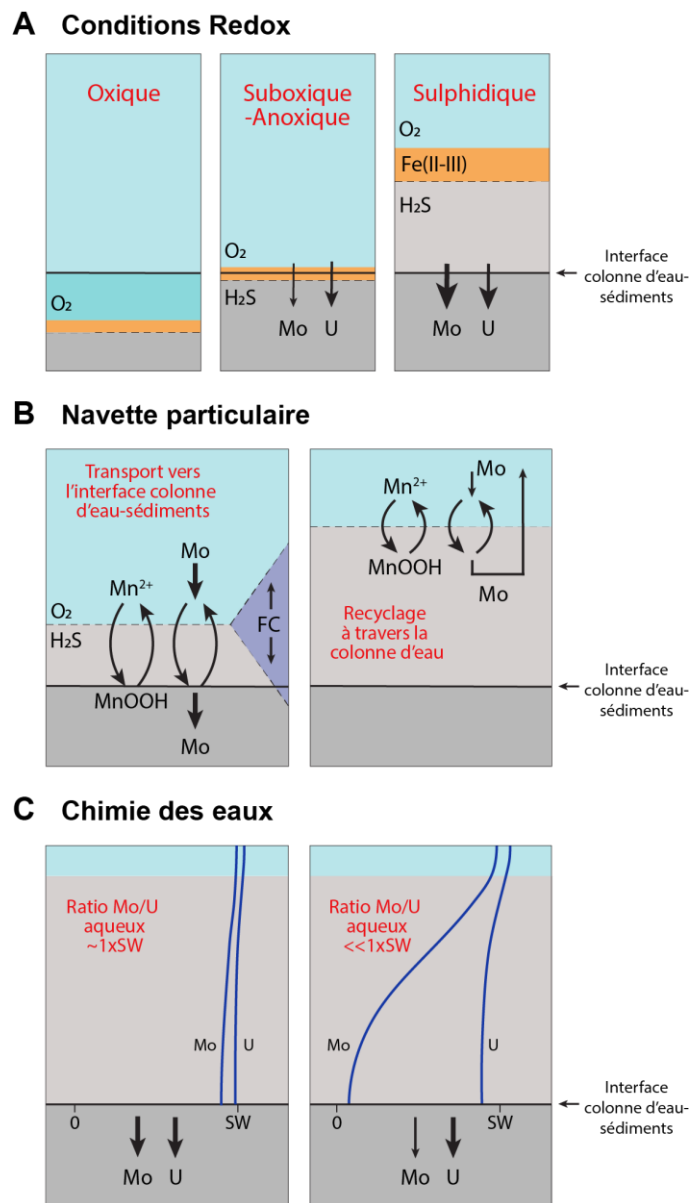 A Conditions Redox
Oxique
O₂
Suboxique
-Anoxique
O₂
H₂S
Mo U
Sulphidique
O₂
Fe(II-III)
H₂S
Mo U
Interface
colonne d'eau-
sédiments
B Navette particulaire
Transport vers
l'interface colonne
d'eau-sédiments
Mo
Mn²⁺
O₂
H₂S
FC
MnOOH
Mo
Mo
Mn²⁺
MnOOH
Mo
Recyclage
à travers la
colonne d'eau
Interface
colonne d'eau-
sédiments
C Chimie des eaux
Ratio Mo/U
aqueux
~1xSW
Mo U
0 SW
Mo U
Ratio Mo/U
aqueux
<<1xSW
Mo U
0 SW
Mo U
Interface
colonne d'eau-
sédiments